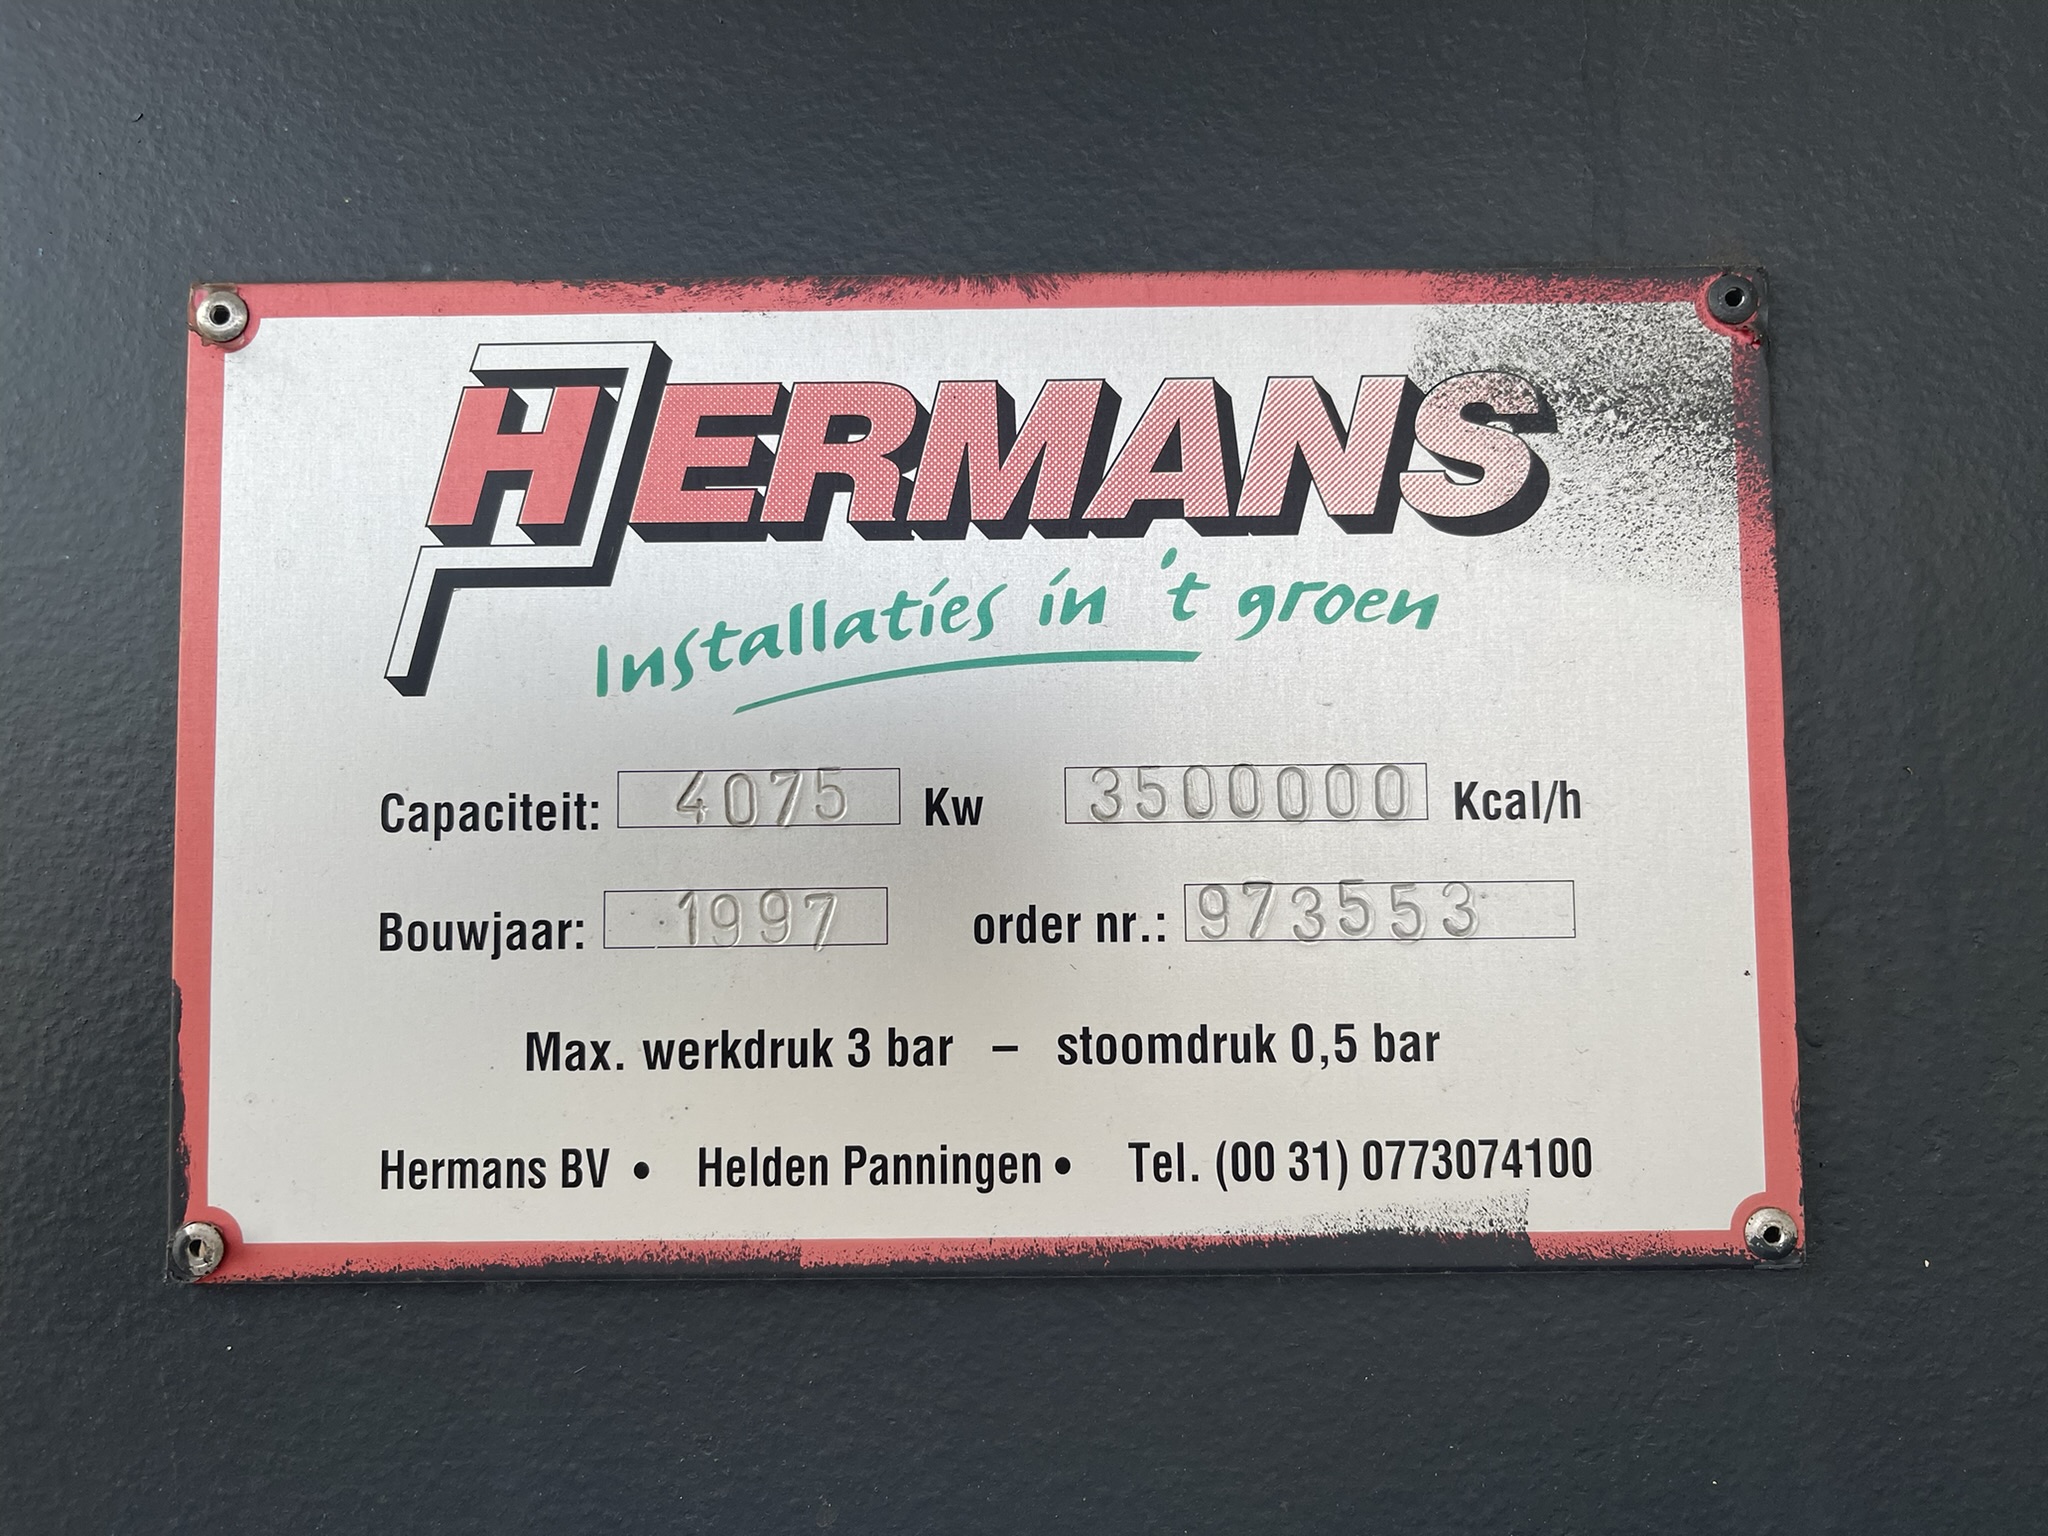 HERMANS
Installaties in 't groen
Capaciteit: 4075 Kw 3500000 Kcal/h
Bouwjaar: 1997 order nr.: 973553
Max. werkdruk 3 bar – stoomdruk 0,5 bar
Hermans BV • Helden Panningen • Tel. (00 31) 0773074100